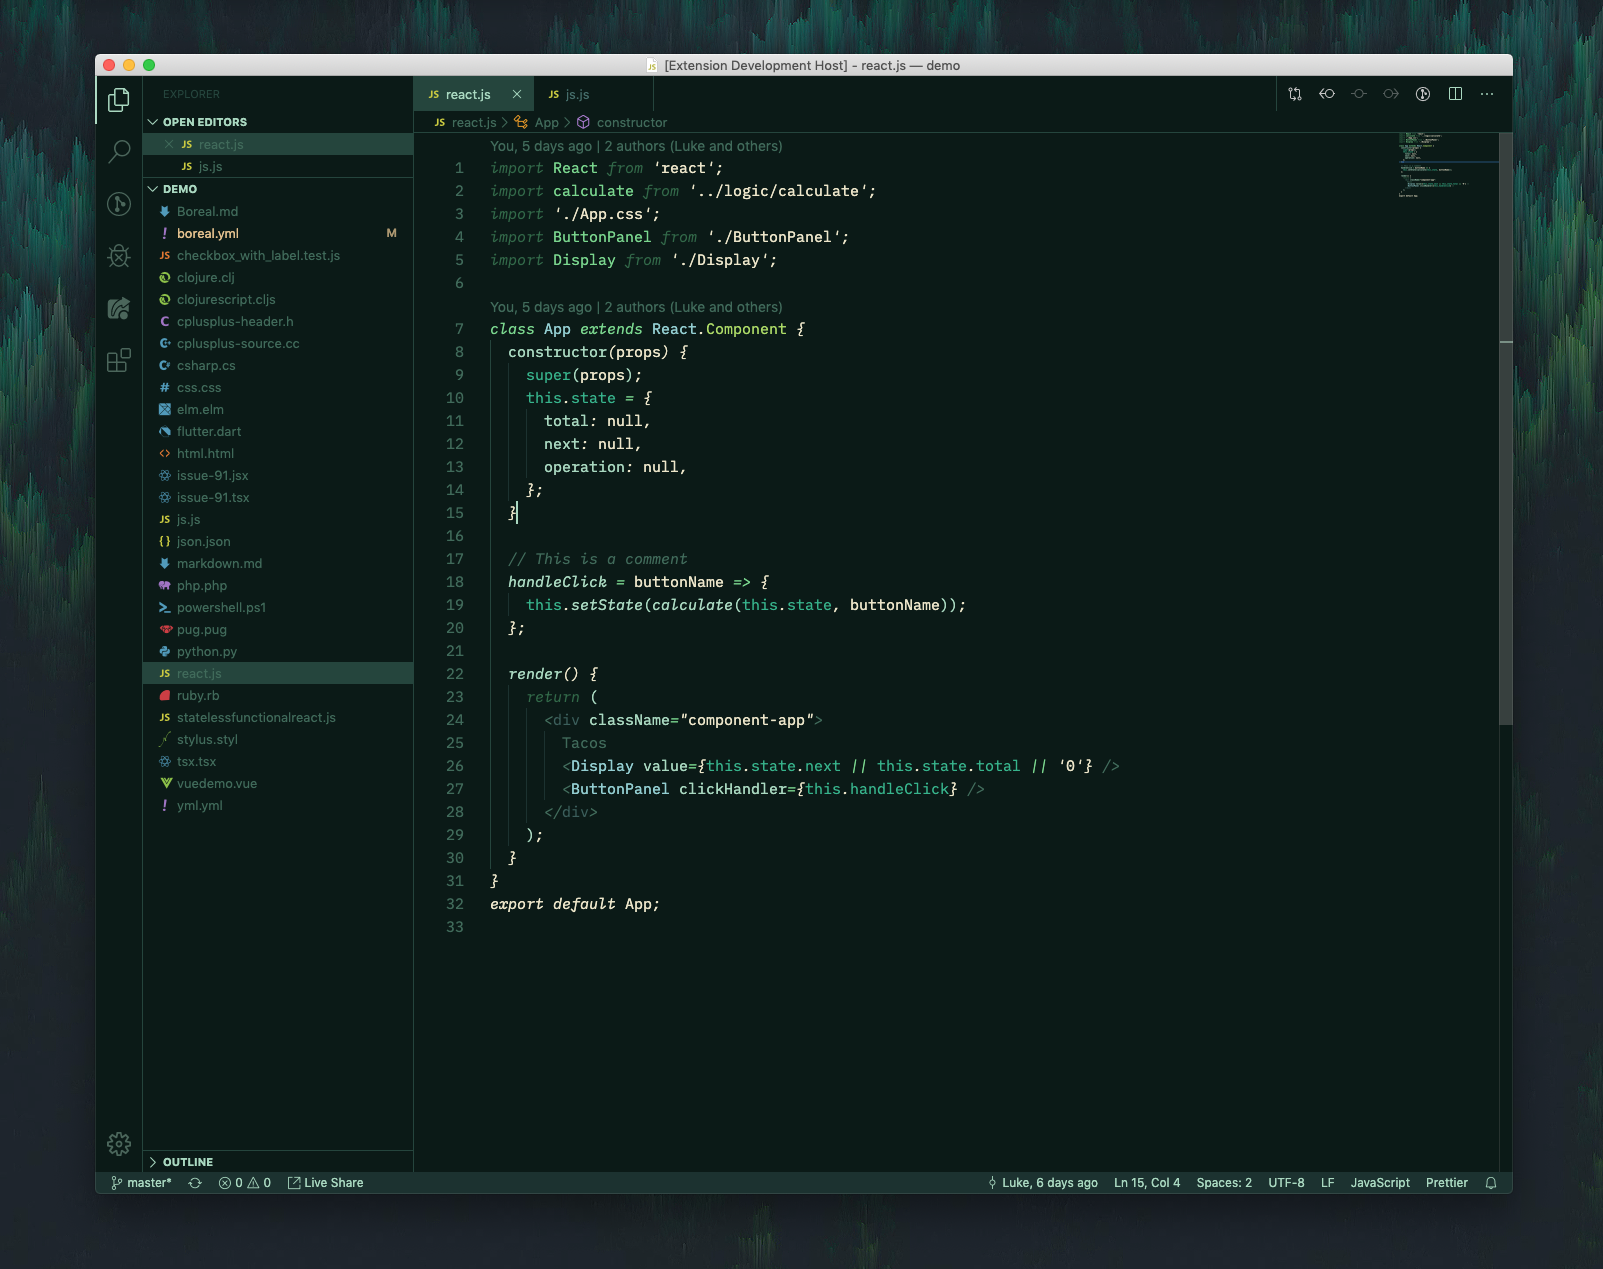 [Extension Development Host] - react.js — demo
EXPLORER
OPEN EDITORS
JS react.js
JS js.js
DEMO
Boreal.md
! boreal.yml M
JS checkbox_with_label.test.js
clojure.clj
clojurescript.cljs
C cplusplus-header.h
cplusplus-source.cc
csharp.cs
# css.css
elm.elm
flutter.dart
<> html.html
issue-91.jsx
issue-91.tsx
JS js.js
{} json.json
markdown.md
php.php
powershell.ps1
pug.pug
python.py
JS react.js
ruby.rb
JS statelessfunctionalreact.js
stylus.styl
tsx.tsx
vuedemo.vue
! yml.yml
OUTLINE
JS react.js
JS js.js
JS react.js > App > constructor
You, 5 days ago | 2 authors (Luke and others)
1 import React from 'react';
2 import calculate from '../logic/calculate';
3 import './App.css';
4 import ButtonPanel from './ButtonPanel';
5 import Display from './Display';
6
You, 5 days ago | 2 authors (Luke and others)
7 class App extends React.Component {
8 constructor(props) {
9 super(props);
10 this.state = {
11 total: null,
12 next: null,
13 operation: null,
14 };
15 }
16
17 // This is a comment
18 handleClick = buttonName => {
19 this.setState(calculate(this.state, buttonName));
20 };
21
22 render() {
23 return (
24 <div className="component-app">
25 Tacos
26 <Display value={this.state.next || this.state.total || '0'} />
27 <ButtonPanel clickHandler={this.handleClick} />
28 </div>
29 );
30 }
31 }
32 export default App;
33
master* 0 0 Live Share
Luke, 6 days ago Ln 15, Col 4 Spaces: 2 UTF-8 LF JavaScript Prettier